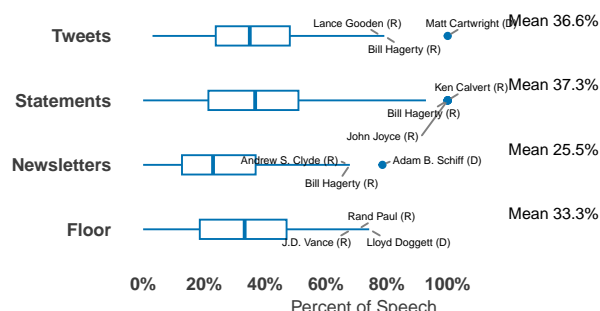 Lance Gooden (R) Matt Cartwright (D)
Mean 36.6%
Tweets
Bill Hagerty (R)
Ken Calvert (R)
Mean 37.3%
Statements
Bill Hagerty (R)
John Joyce (R)
Mean 25.5%
Newsletters
Andrew S. Clyde (R) Adam B. Schiff (D)
Bill Hagerty (R)
Mean 33.3%
Rand Paul (R)
Floor
J.D. Vance (R) Lloyd Doggett (D)
0% 20% 40% 60% 80% 100%
Percent of Speech